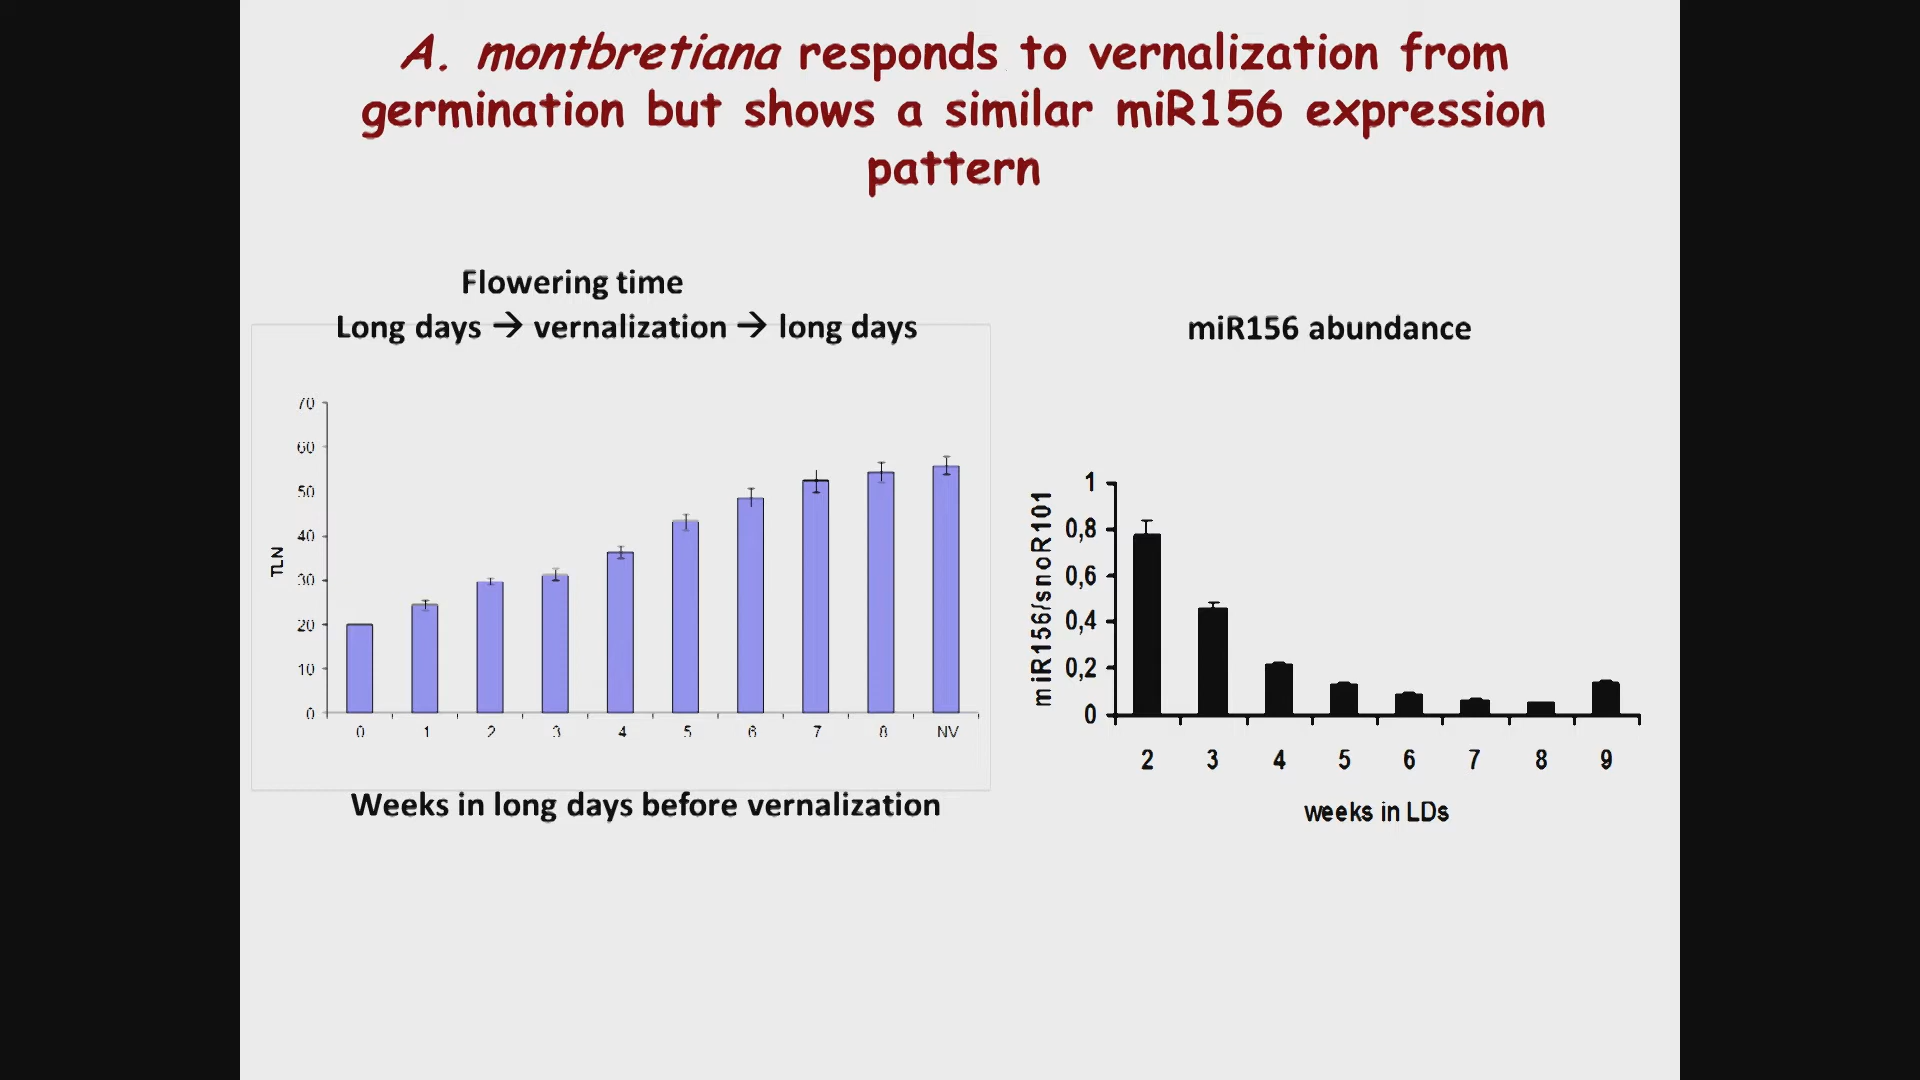 A. montbretiana responds to vernalization from
germination but shows a similar miR156 expression
pattern
Flowering time
Long days → vernalization → long days
70
60
50
40
30
20
10
0
TLN
0 1 2 3 4 5 6 7 8 NV
Weeks in long days before vernalization
miR156 abundance
miR156/snoR101
1
0,8
0,6
0,4
0,2
0
2 3 4 5 6 7 8 9
weeks in LDs